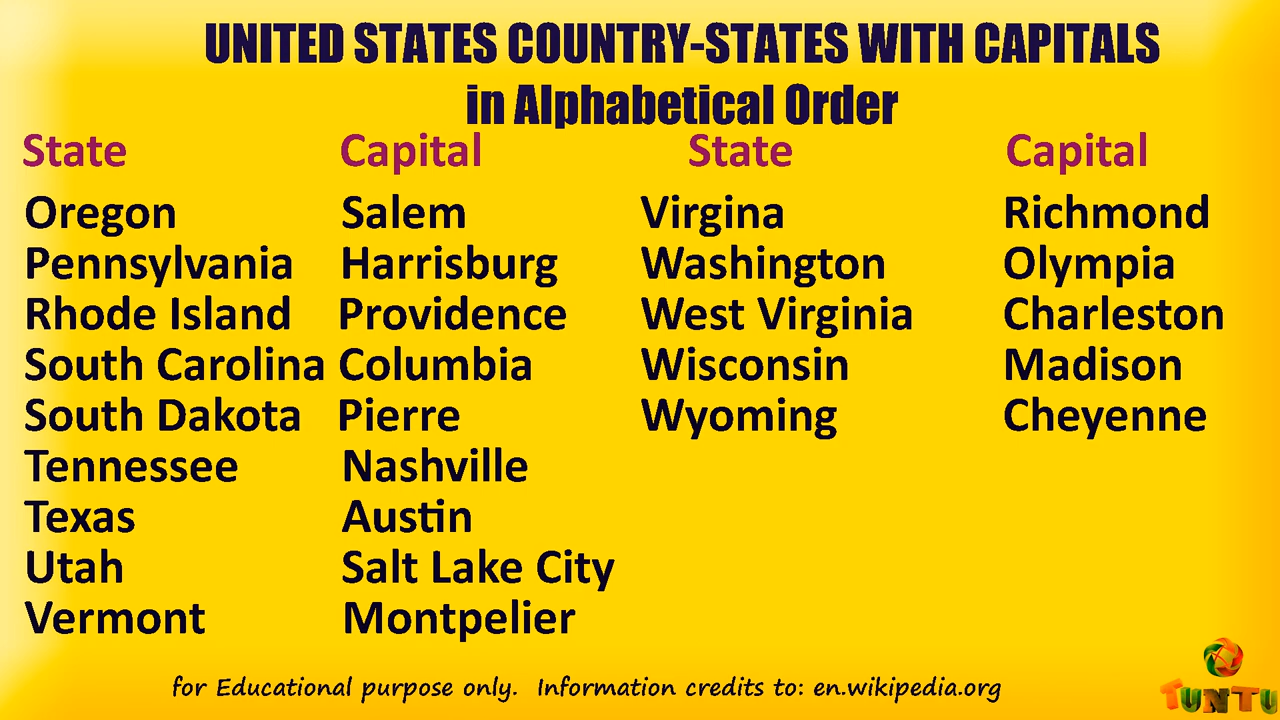 UNITED STATES COUNTRY-STATES WITH CAPITALS
in Alphabetical Order
State Capital State Capital
Oregon Salem Virgina Richmond
Pennsylvania Harrisburg Washington Olympia
Rhode Island Providence West Virginia Charleston
South Carolina Columbia Wisconsin Madison
South Dakota Pierre Wyoming Cheyenne
Tennessee Nashville
Texas Austin
Utah Salt Lake City
Vermont Montpelier
for Educational purpose only. Information credits to: en.wikipedia.org
TUNTU